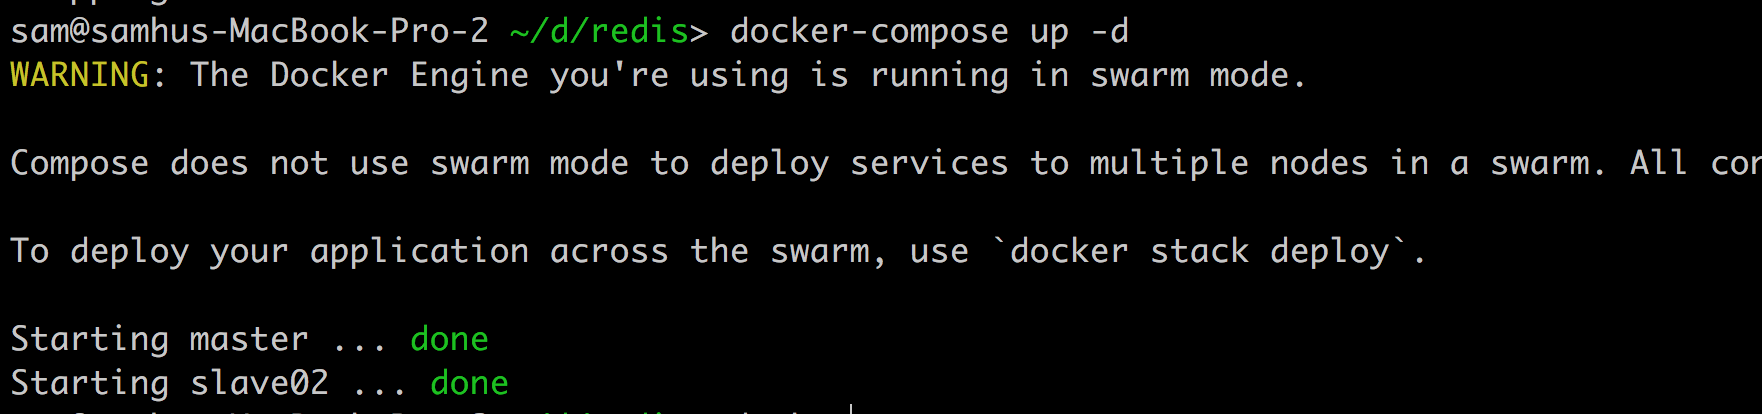 sam@samhus-MacBook-Pro-2 ~/d/redis> docker-compose up -d
WARNING: The Docker Engine you're using is running in swarm mode.
Compose does not use swarm mode to deploy services to multiple nodes in a swarm. All
To deploy your application across the swarm, use `docker stack deploy`.
Starting master ... done
Starting slave02 ... done